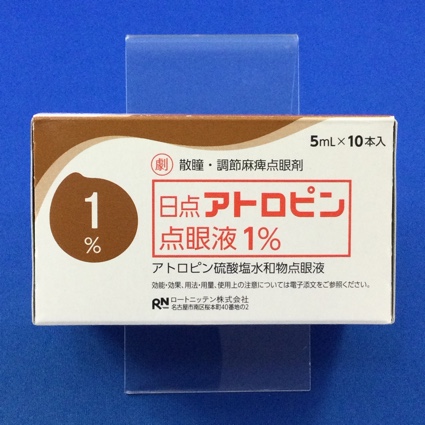 5mL×10本入
劇 散瞳・調節麻痺点眼剤
1
%
日点アトロピン
点眼液1%
アトロピン硫酸塩水和物点眼液
効能・効果、用法・用量、使用上の注意については電子添文をご参照ください。
RN ロートニッテン株式会社
名古屋市南区桜本町40番地の2